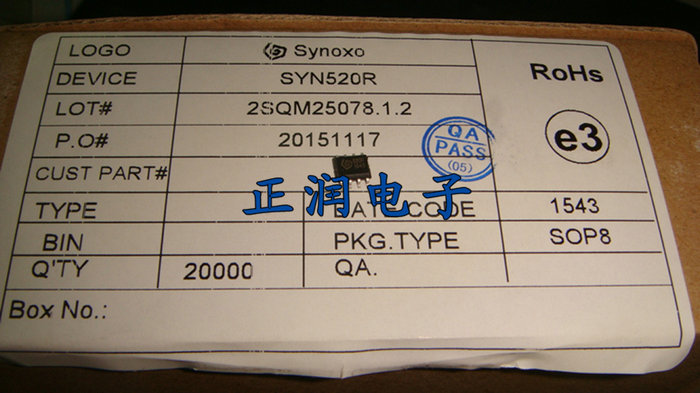 LOGO Synoxo
DEVICE SYN520R
RoHs
LOT# 2SQM25078.1.2
P.O# 20151117
QA
PASS
(05)
e3
CUST PART#
正润电子
TYPE DATE CODE 1543
BIN PKG.TYPE SOP8
Q'TY 20000 QA.
Box No.: